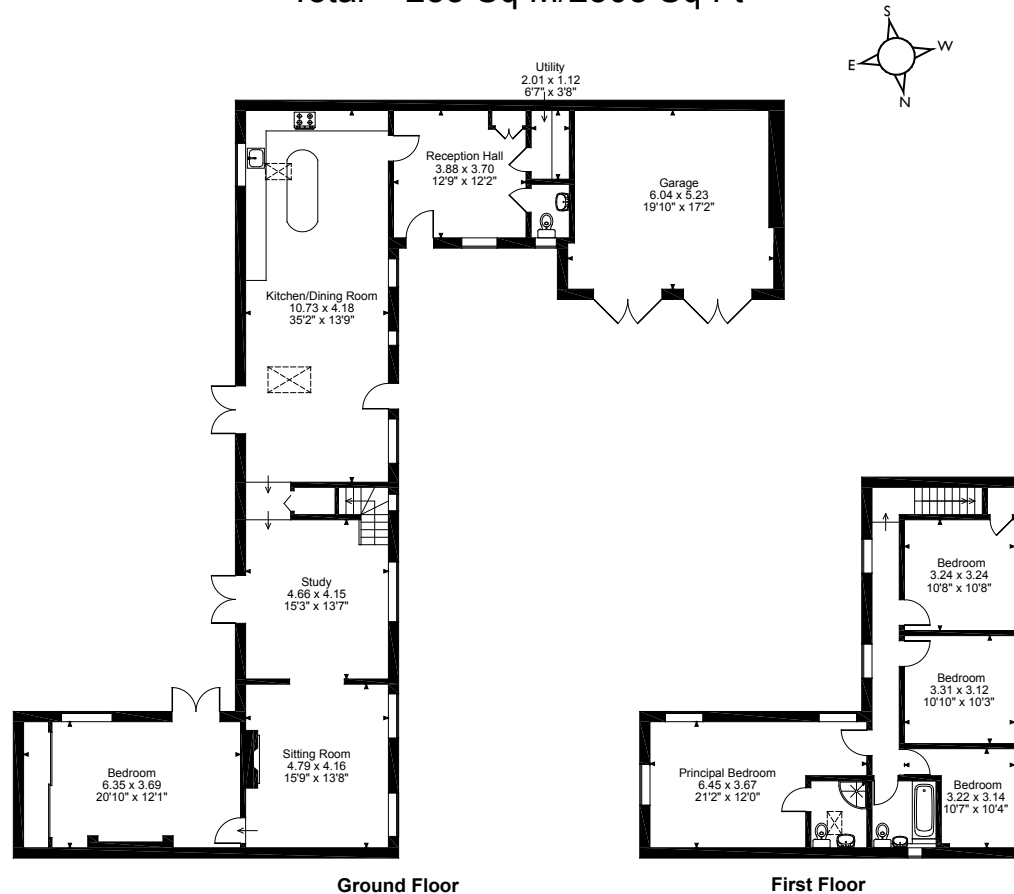 S
E
W
N
Utility
2.01 x 1.12
6'7" x 3'8"
Reception Hall
3.88 x 3.70
12'9" x 12'2"
Garage
6.04 x 5.23
19'10" x 17'2"
Kitchen/Dining Room
10.73 x 4.18
35'2" x 13'9"
Study
4.66 x 4.15
15'3" x 13'7"
Sitting Room
4.79 x 4.16
15'9" x 13'8"
Bedroom
6.35 x 3.69
20'10" x 12'1"
Ground Floor
Bedroom
3.24 x 3.24
10'8" x 10'8"
Bedroom
3.31 x 3.12
10'10" x 10'3"
Principal Bedroom
6.45 x 3.67
21'2" x 12'0"
Bedroom
3.22 x 3.14
10'7" x 10'4"
First Floor